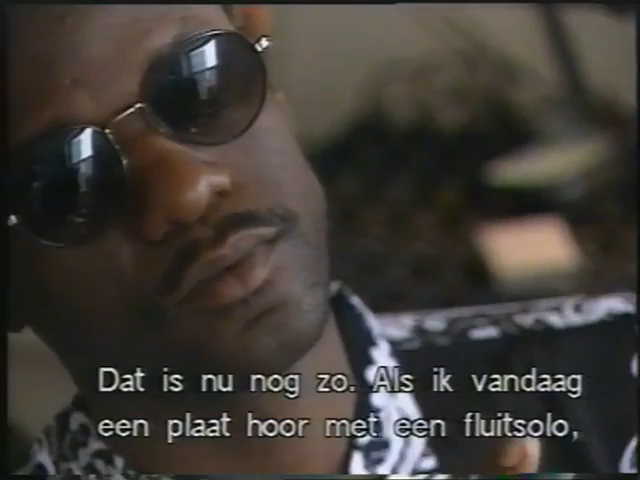 Dat is nu nog zo. Als ik vandaag
een plaat hoor met een fluitsolo,